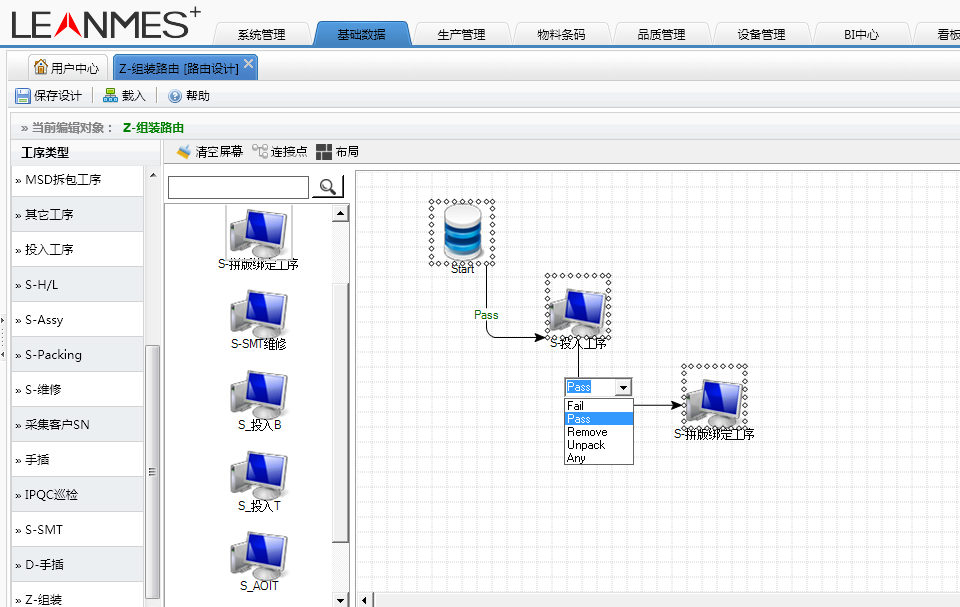 LEANMES+
系统管理
基础数据
生产管理
物料条码
品质管理
设备管理
BI中心
看板
用户中心
Z-组装路由 [路由设计]
保存设计
载入
帮助
» 当前编辑对象： Z-组装路由
工序类型
清空屏幕
连接点
布局
» MSD拆包工序
» 其它工序
» 投入工序
» S-H/L
» S-Assy
» S-Packing
» S-维修
» 采集客户SN
» 手插
» IPQC巡检
» S-SMT
» D-手插
» Z-组装
S-拼版绑定工序
S-SMT维修
S_投入B
S_投入T
S_AOIT
Start
Pass
S-投入工序
Pass
Fail
Pass
Remove
Unpack
Any
S-拼版绑定工序